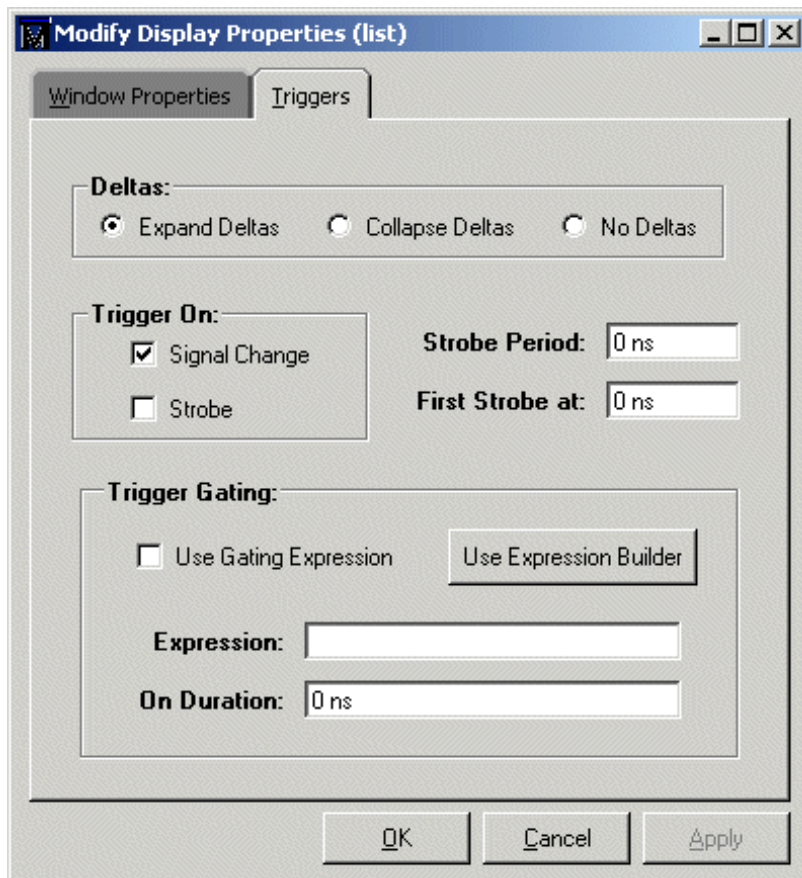 Modify Display Properties (list)
Window Properties Triggers
Deltas:
Expand Deltas Collapse Deltas No Deltas
Trigger On:
Signal Change
Strobe
Strobe Period: 0 ns
First Strobe at: 0 ns
Trigger Gating:
Use Gating Expression Use Expression Builder
Expression:
On Duration: 0 ns
OK Cancel Apply